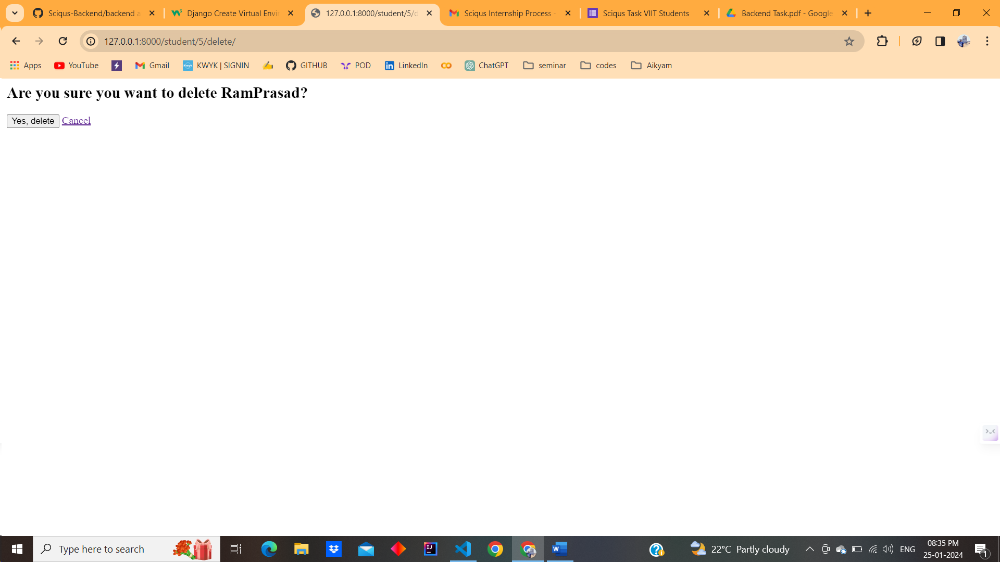 Sciqus-Backend/backend a
Django Create Virtual Envir
127.0.0.1:8000/student/5/d
Sciqus Internship Process -
Sciqus Task VIIT Students
Backend Task.pdf - Google
127.0.0.1:8000/student/5/delete/
Apps
YouTube
Gmail
KWYK | SIGNIN
GITHUB
POD
LinkedIn
ChatGPT
seminar
codes
Aikyam
Are you sure you want to delete RamPrasad?
Yes, delete Cancel
Type here to search
22°C Partly cloudy
ENG
08:35 PM
25-01-2024
1